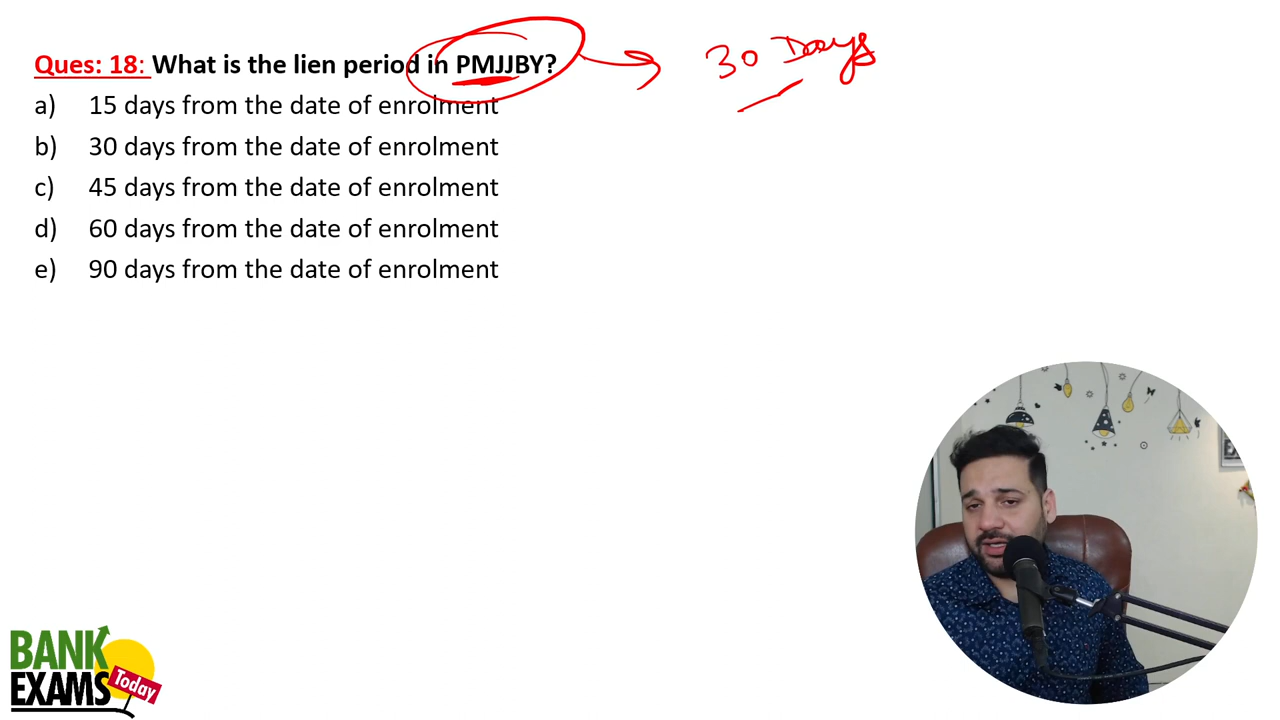 Ques: 18: What is the lien period in PMJJBY?
30 Days
a) 15 days from the date of enrolment
b) 30 days from the date of enrolment
c) 45 days from the date of enrolment
d) 60 days from the date of enrolment
e) 90 days from the date of enrolment
BANK
EXAMS
Today